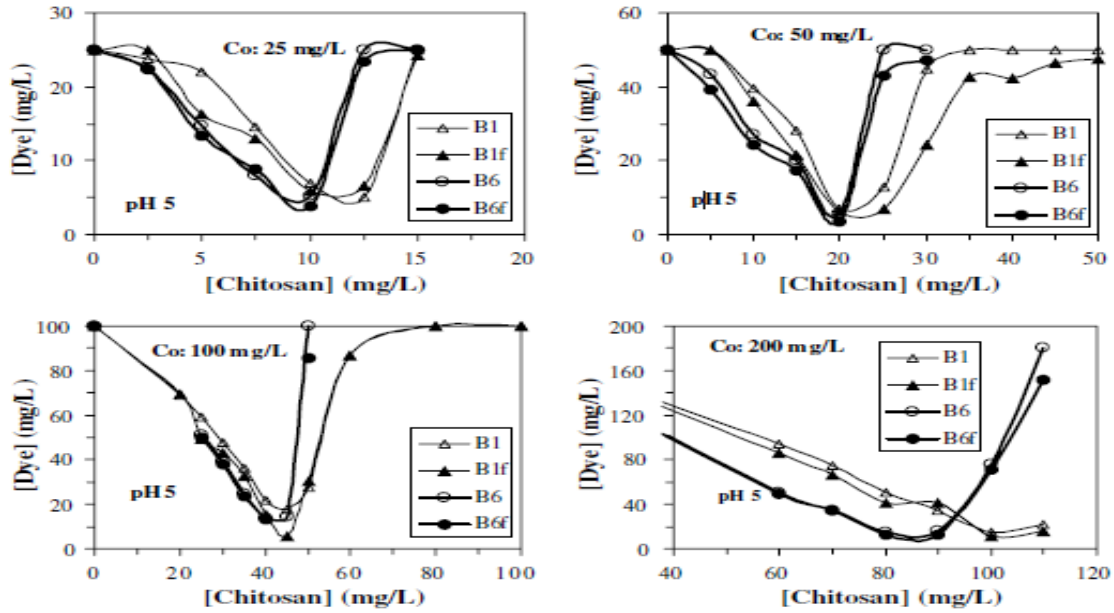 30
25
20
15
10
5
0
[Dye] (mg/L)
Co: 25 mg/L
B1
B1f
B6
B6f
pH 5
0 5 10 15 20
[Chitosan] (mg/L)
60
40
20
0
[Dye] (mg/L)
Co: 50 mg/L
B1
B1f
B6
B6f
pH 5
0 10 20 30 40 50
[Chitosan] (mg/L)
100
80
60
40
20
0
[Dye] (mg/L)
Co: 100 mg/L
B1
B1f
B6
B6f
pH 5
0 20 40 60 80 100
[Chitosan] (mg/L)
200
160
120
80
40
0
[Dye] (mg/L)
Co: 200 mg/L
B1
B1f
B6
B6f
pH 5
40 60 80 100 120
[Chitosan] (mg/L)